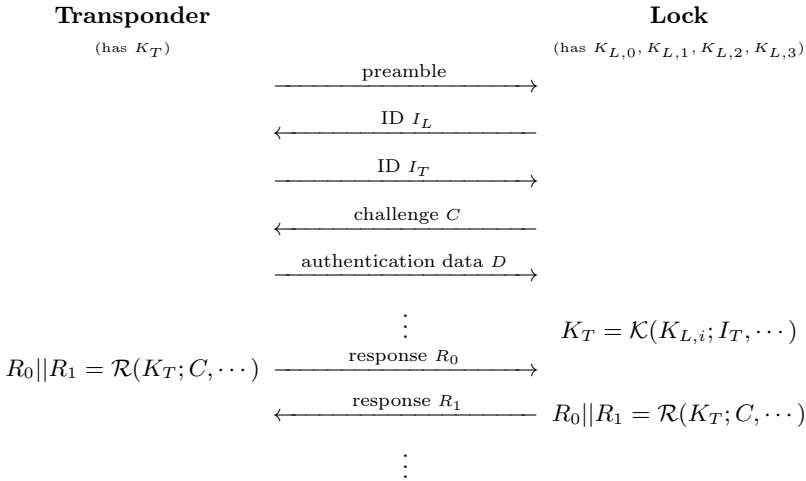 Transponder Lock
(has K_T) (has K_{L,0}, K_{L,1}, K_{L,2}, K_{L,3})
preamble
ID I_L
ID I_T
challenge C
authentication data D
⋮ K_T = 𝒦(K_{L,i}; I_T, ⋯)
R_0||R_1 = ℛ(K_T; C, ⋯) response R_0
response R_1 R_0||R_1 = ℛ(K_T; C, ⋯)
⋮